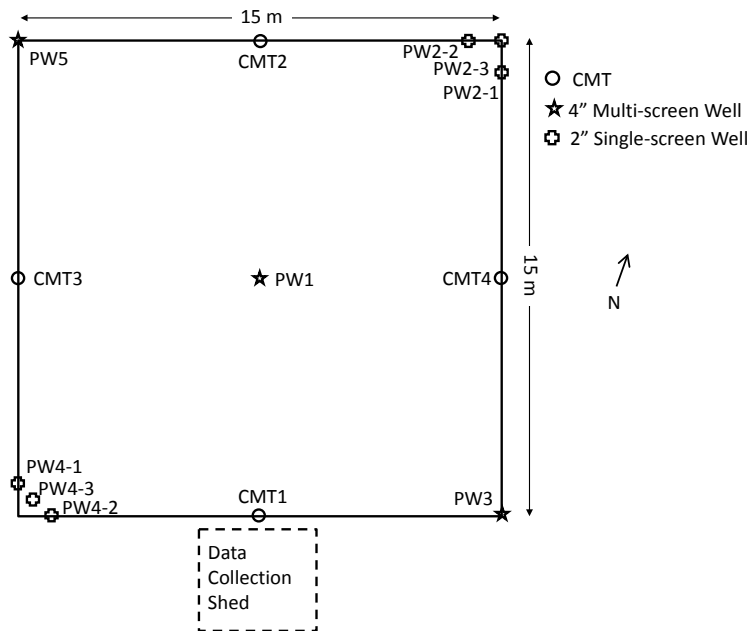 15 m
PW5
CMT2
PW2-2
PW2-3
PW2-1
CMT
4” Multi-screen Well
2” Single-screen Well
CMT3
PW1
CMT4
15 m
N
PW4-1
PW4-3
PW4-2
CMT1
PW3
Data
Collection
Shed